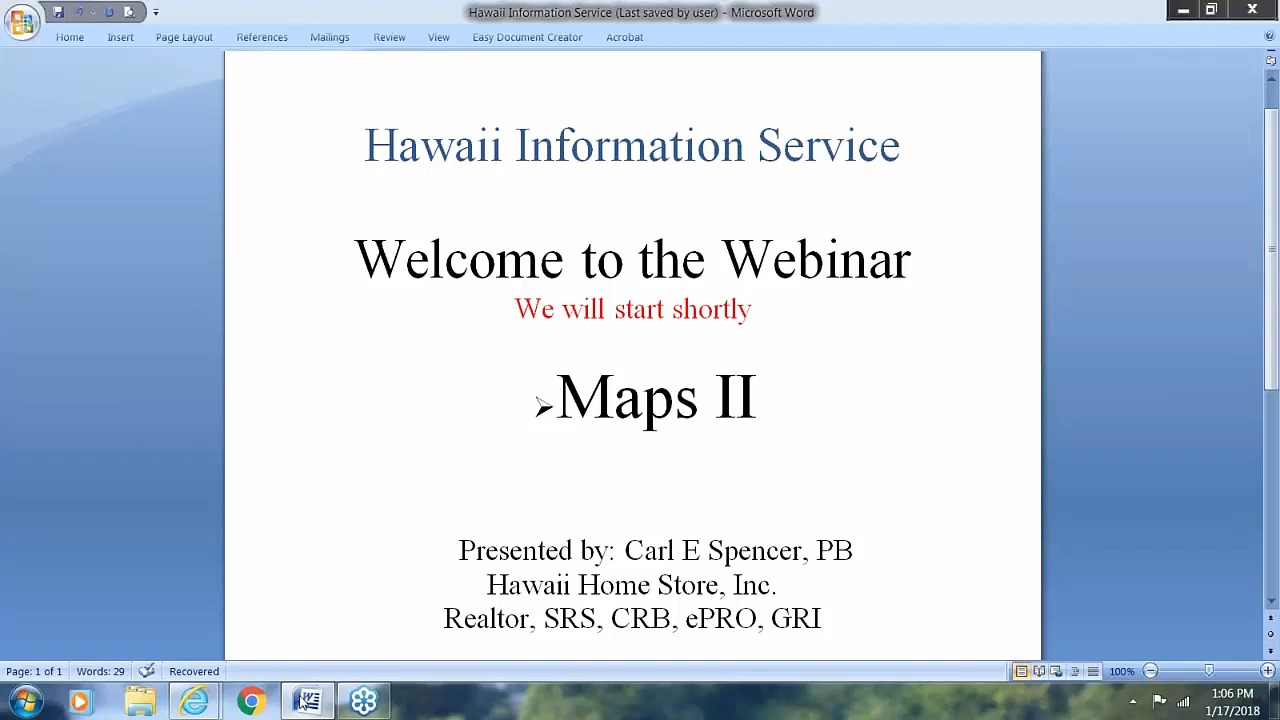 Hawaii Information Service (Last saved by user) - Microsoft Word
Home Insert Page Layout References Mailings Review View Easy Document Creator Acrobat
Hawaii Information Service
Welcome to the Webinar
We will start shortly
➢Maps II
Presented by: Carl E Spencer, PB
Hawaii Home Store, Inc.
Realtor, SRS, CRB, ePRO, GRI
Page: 1 of 1 Words: 29 Recovered 100%
1:06 PM
1/17/2018